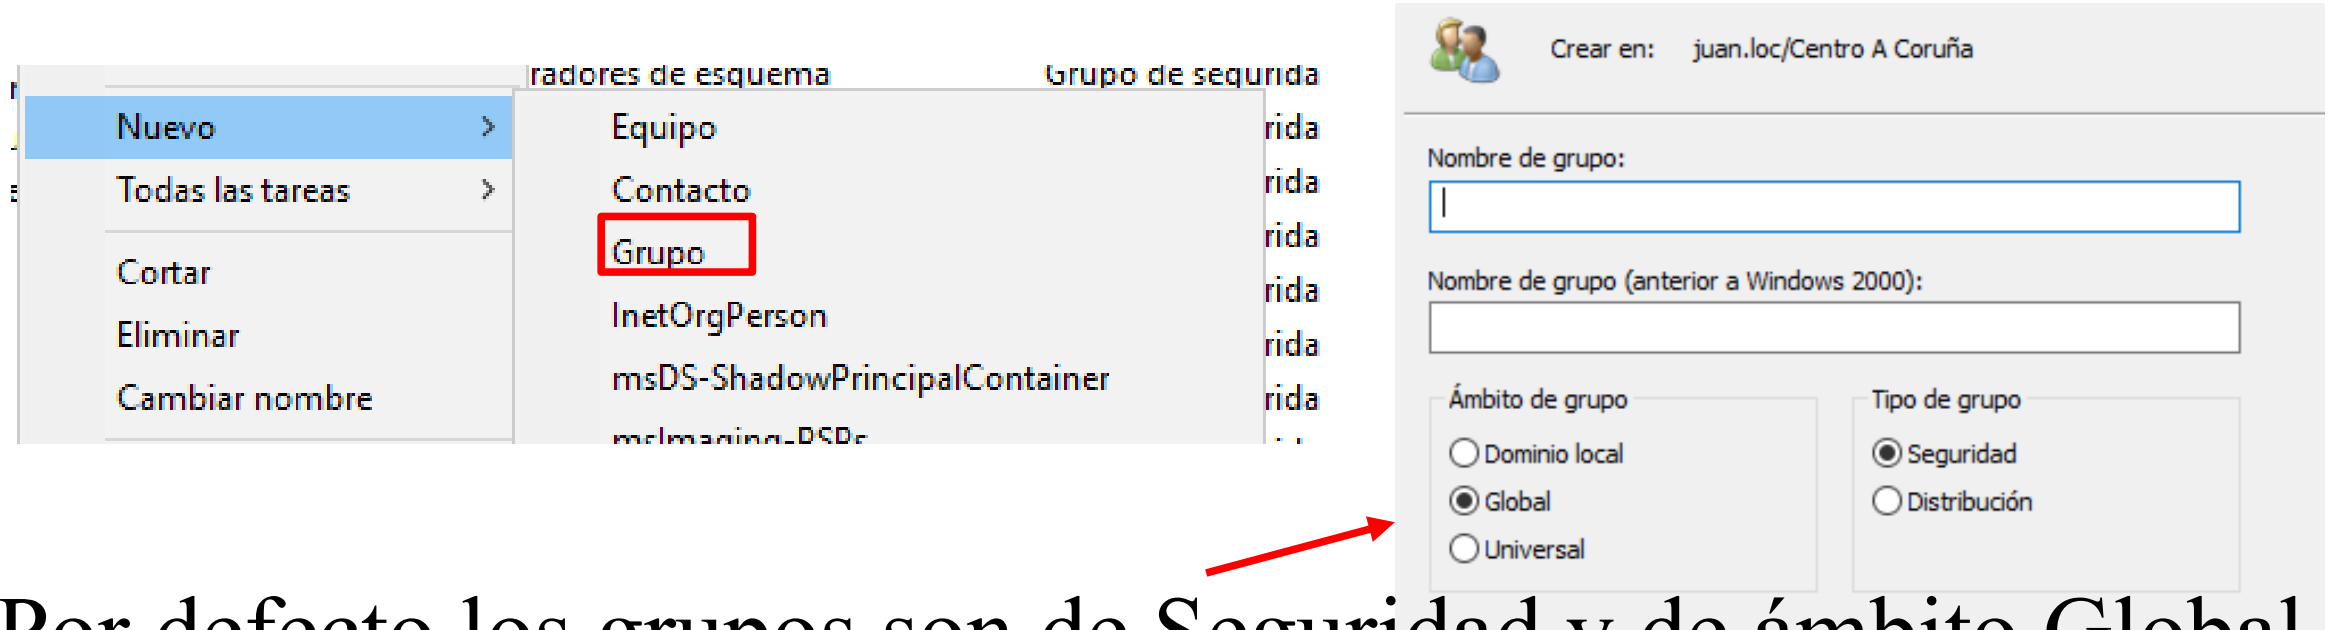 radores de esquema
Grupo de segurida
Nuevo >
Todas las tareas >
Cortar
Eliminar
Cambiar nombre
Equipo
Contacto
Grupo
InetOrgPerson
msDS-ShadowPrincipalContainer
msImaging-PSPs
rida
rida
rida
rida
rida
rida
Crear en: juan.loc/Centro A Coruña
Nombre de grupo:
Nombre de grupo (anterior a Windows 2000):
Ámbito de grupo
Dominio local
Global
Universal
Tipo de grupo
Seguridad
Distribución
Por defecto los grupos son de Seguridad y de ámbito Global